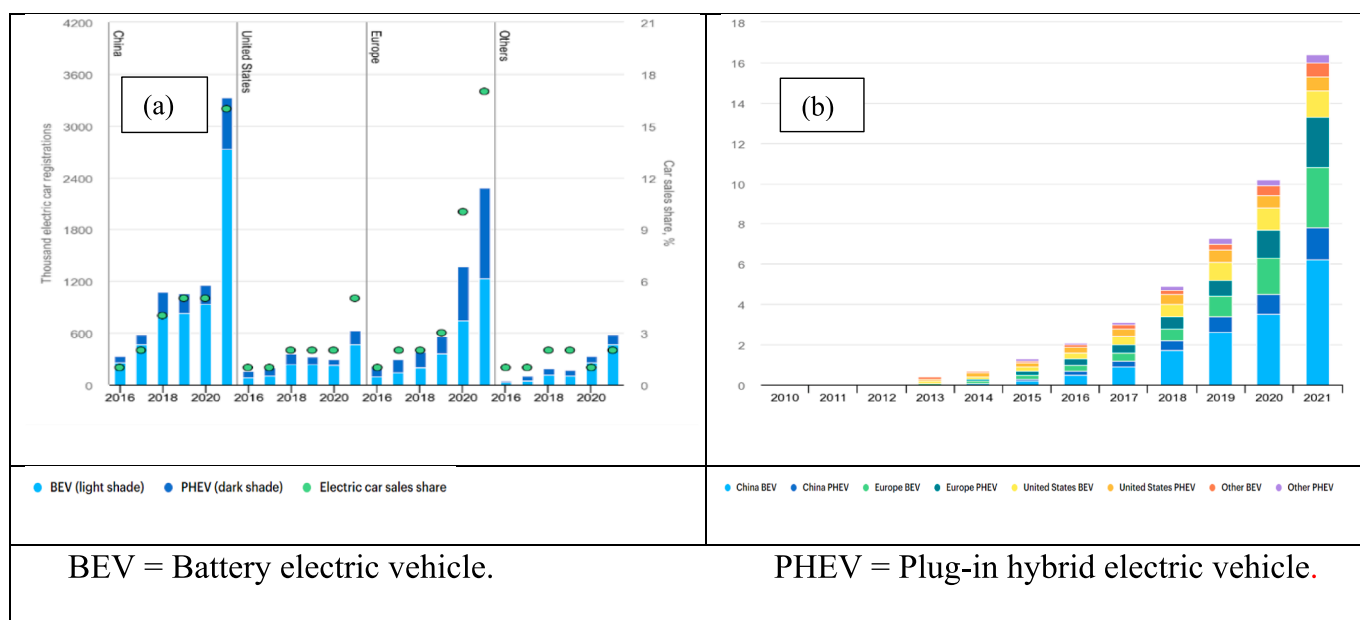 4200
3600
3000
2400
1800
1200
600
0
Thousand electric car registrations
China
United States
Europe
Others
(a)
21
18
15
12
9
6
3
0
Car sales share, %
2016 2018 2020 2016 2018 2020 2016 2018 2020 2016 2018 2020
BEV (light shade) PHEV (dark shade) Electric car sales share
18
16
14
12
10
8
6
4
2
0
(b)
2010 2011 2012 2013 2014 2015 2016 2017 2018 2019 2020 2021
China BEV China PHEV Europe BEV Europe PHEV United States BEV United States PHEV Other BEV Other PHEV
BEV = Battery electric vehicle. PHEV = Plug-in hybrid electric vehicle.